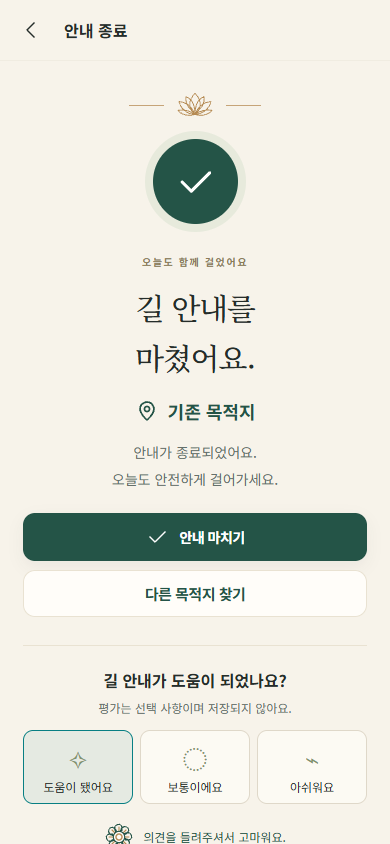 안내 종료
오늘도 함께 걸었어요
길 안내를
마쳤어요.
기존 목적지
안내가 종료되었어요.
오늘도 안전하게 걸어가세요.
안내 마치기
다른 목적지 찾기
길 안내가 도움이 되었나요?
평가는 선택 사항이며 저장되지 않아요.
도움이 됐어요
보통이에요
아쉬워요
의견을 들려주셔서 고마워요.